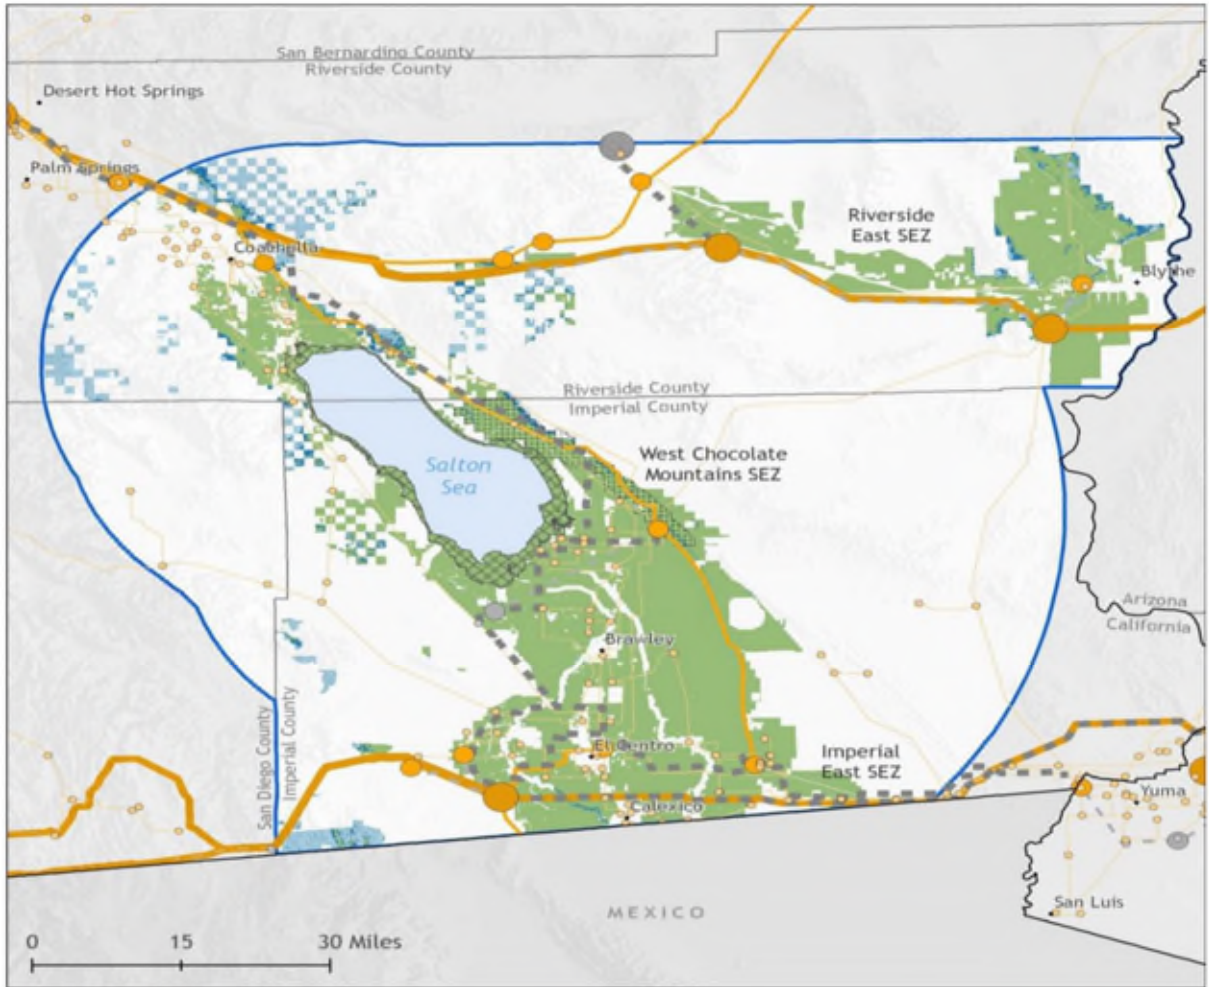 San Bernardino County
Riverside County
Desert Hot Springs
Palm Springs
Riverside
East SEZ
Coachella
Blythe
Riverside County
Imperial County
West Chocolate
Mountains SEZ
Salton
Sea
Arizona
California
Brawley
San Diego County
Imperial County
El Centro
Imperial
East SEZ
Calexico
Yuma
San Luis
MEXICO
0 15 30 Miles